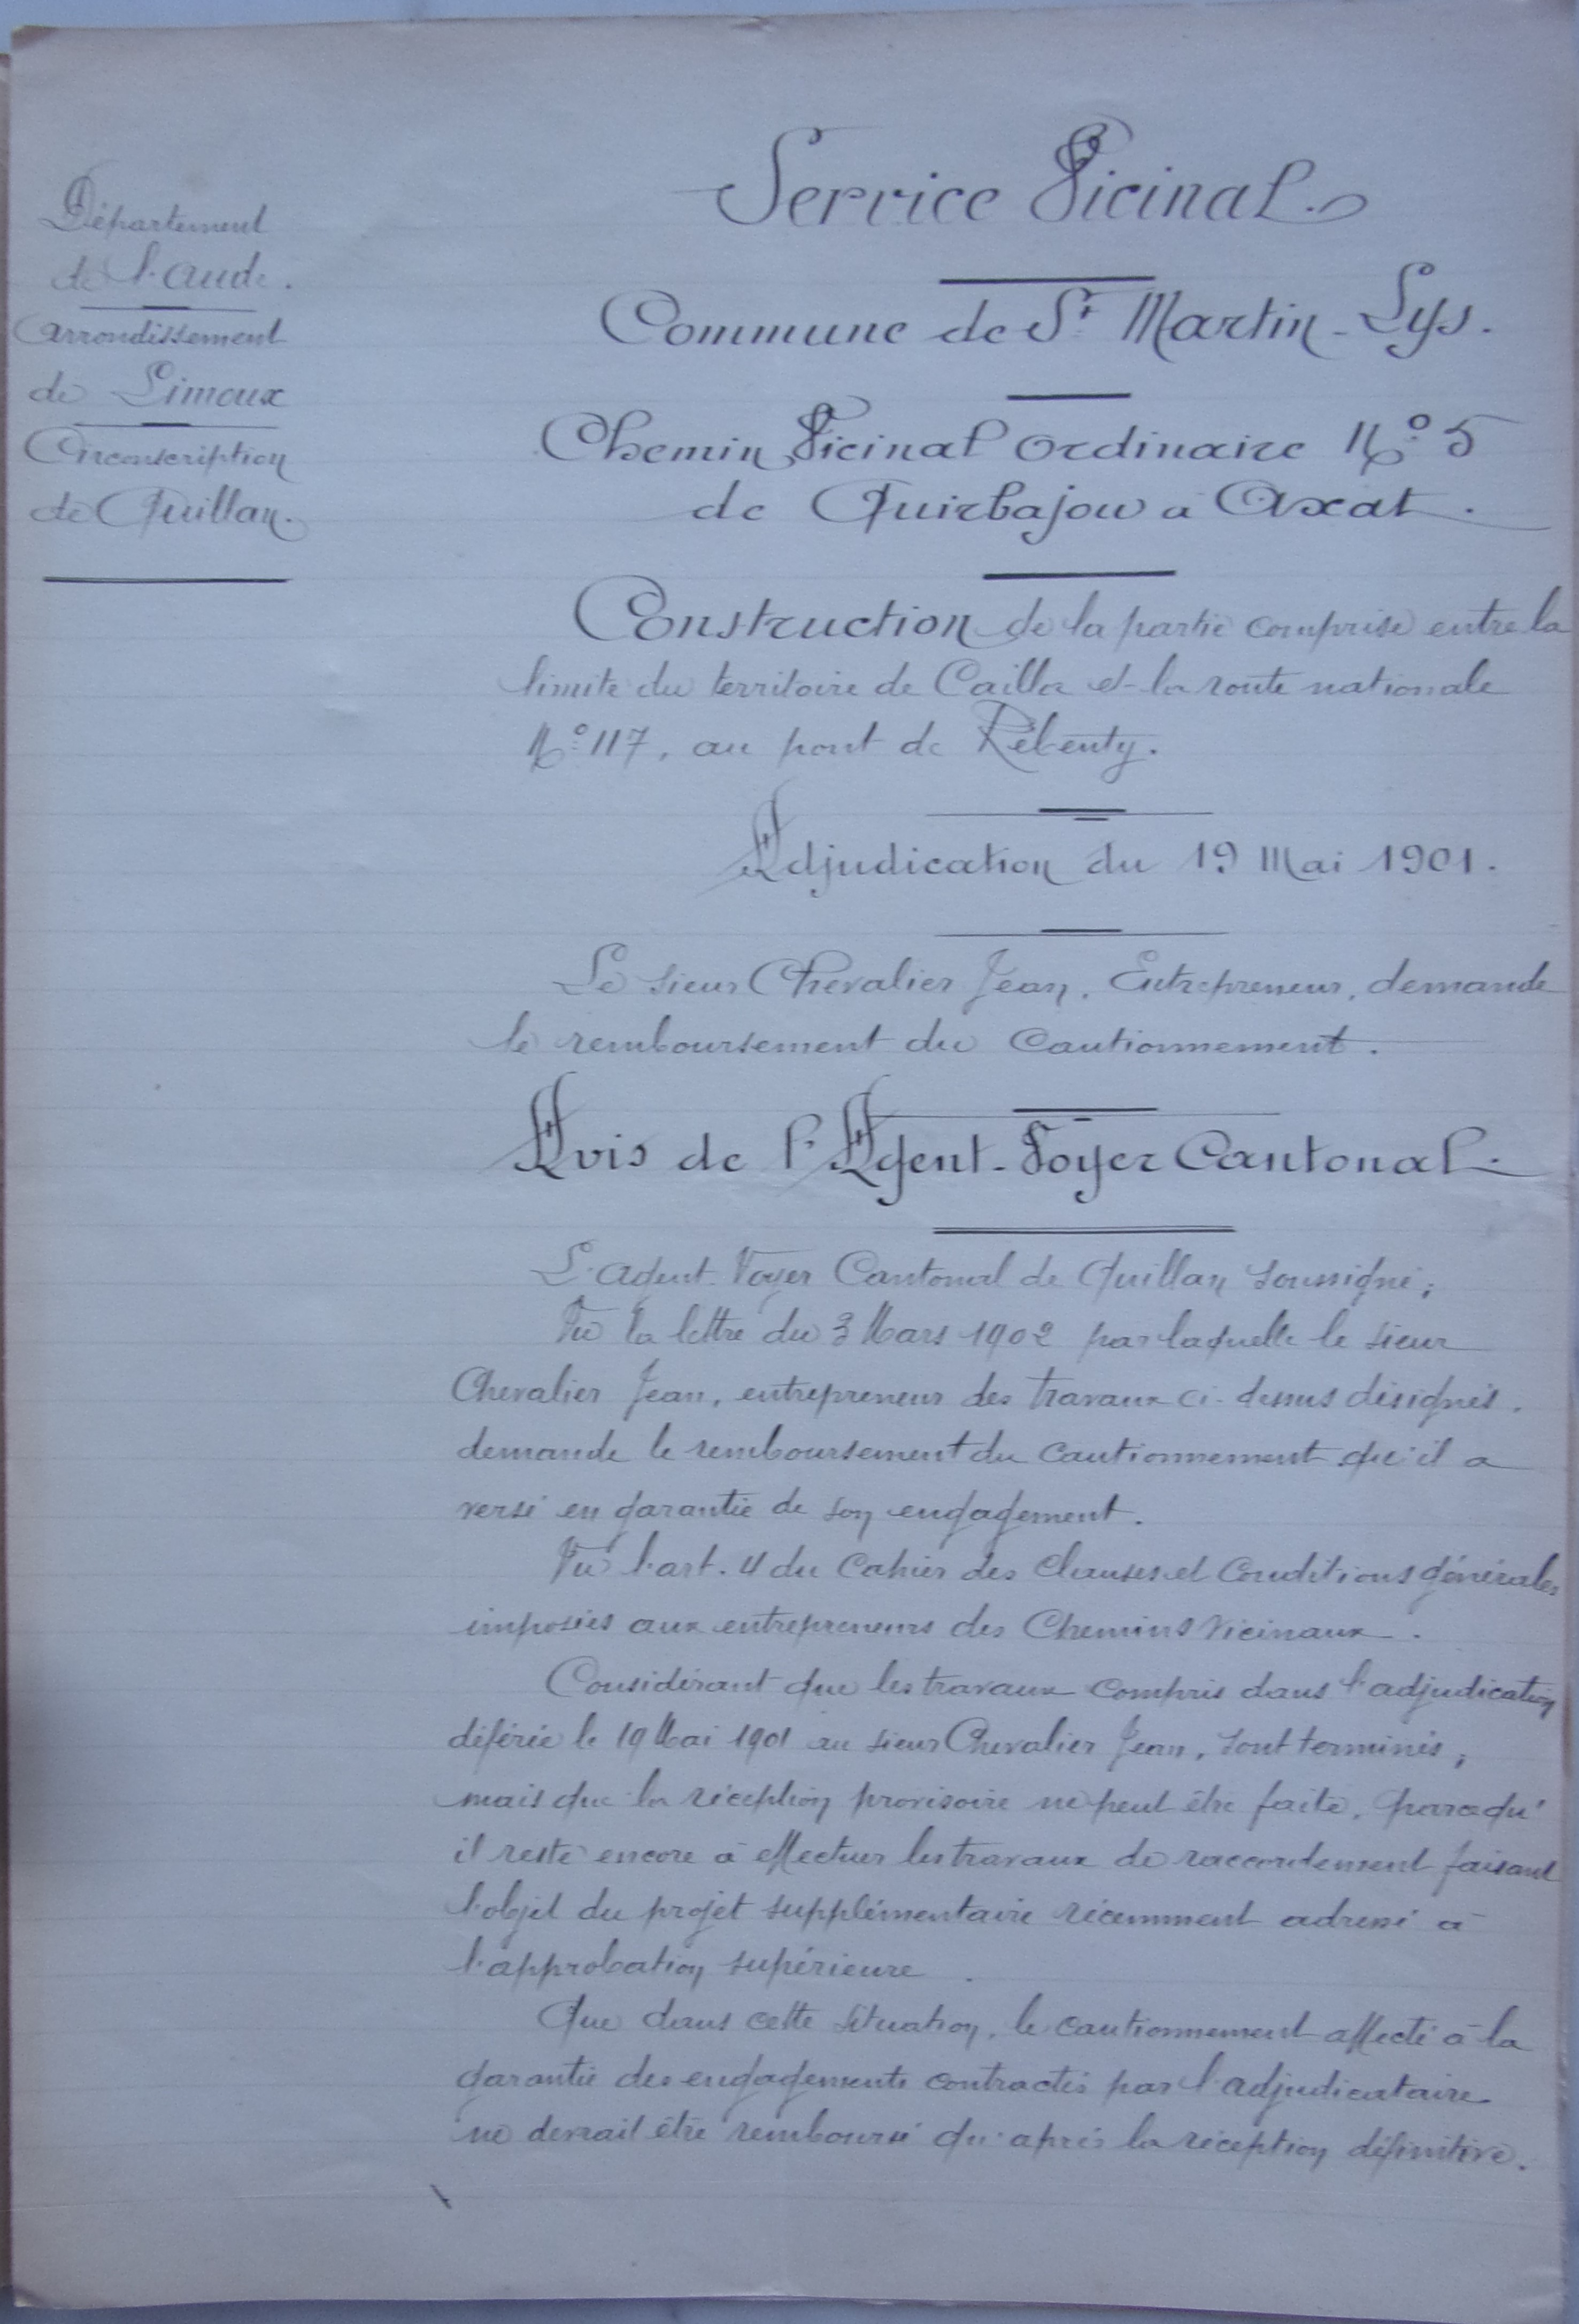 Département
de l'Aude.
Arrondissement
de Limoux
Circonscription
de Quillan.
Service Vicinal.
Commune de St Martin-Lys.
Chemin Vicinal Ordinaire No 5
de Quirbajou à Axat.
Construction de la partie comprise entre la
limite du territoire de Cailla et la route nationale
No 117, au pont de Rébenty.
Adjudication du 19 Mai 1901.
Le sieur Chevalier Jean, Entrepreneur, demande
le remboursement du Cautionnement.
Avis de l'Agent-Voyer Cantonal.
L'Agent-Voyer Cantonal de Quillan soussigné;
Vu la lettre du 3 Mars 1902 par laquelle le sieur
Chevalier Jean, entrepreneur des travaux ci-dessus désignés,
demande le remboursement du cautionnement qu'il a
versé en garantie de son engagement.
Vu l'art. 4 du Cahier des Clauses et Conditions générales
imposées aux entrepreneurs des Chemins Vicinaux.
Considérant que les travaux compris dans l'adjudication
déférée le 19 Mai 1901 au sieur Chevalier Jean, sont terminés;
mais que la réception provisoire ne peut être faite, parcequ'
il reste encore à effectuer les travaux de raccordement faisant
l'objet du projet supplémentaire récemment adressé à
l'approbation supérieure.
Que dans cette situation, le cautionnement affecté à la
garantie des engagements contractés par l'adjudicataire
ne devrait être remboursé qu'après la réception définitive.